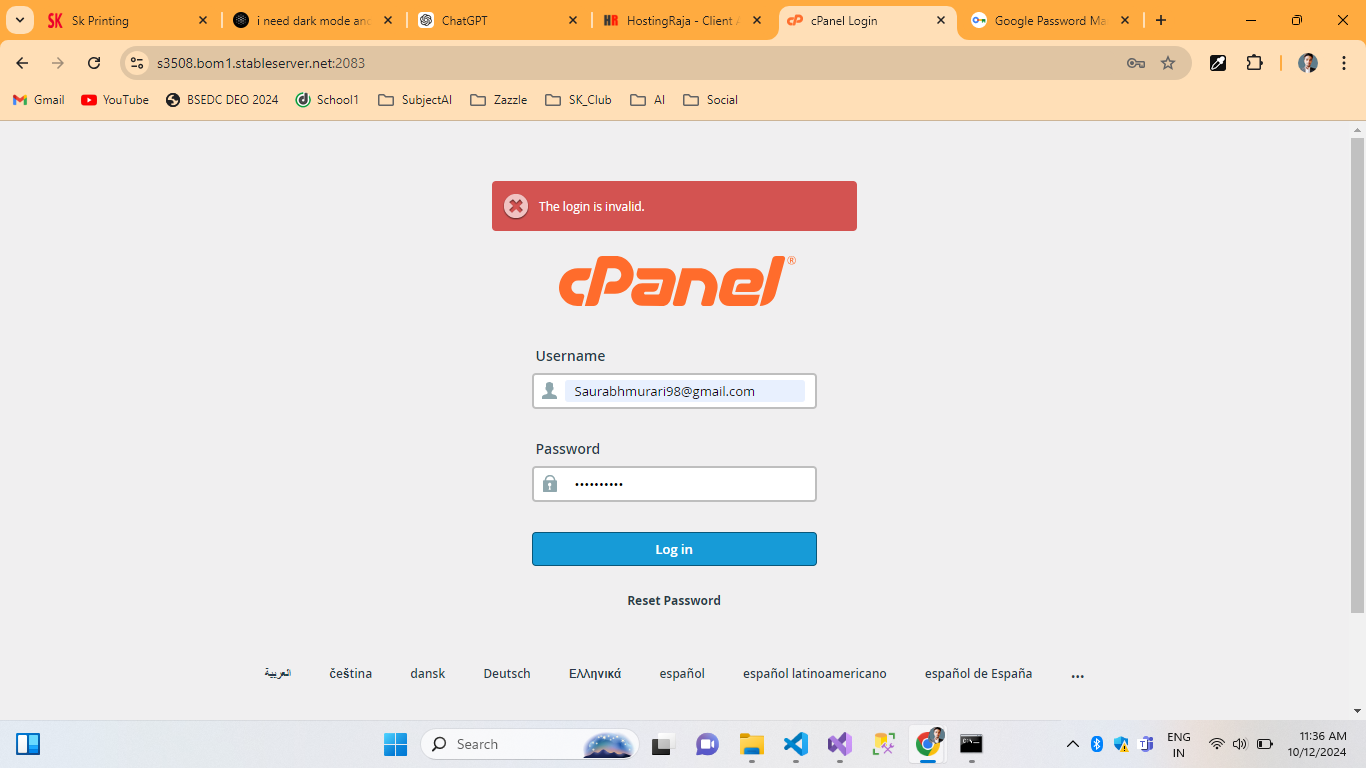 Sk Printing
i need dark mode and
ChatGPT
HR HostingRaja - Client A
cPanel Login
Google Password Ma
s3508.bom1.stableserver.net:2083
Gmail
YouTube
BSEDC DEO 2024
School1
SubjectAI
Zazzle
SK_Club
AI
Social
The login is invalid.
cPanel®
Username
Saurabhmurari98@gmail.com
Password
••••••••••
Log in
Reset Password
العربية čeština dansk Deutsch Ελληνικά español español latinoamericano español de España ...
Search
ENG
IN
11:36 AM
10/12/2024